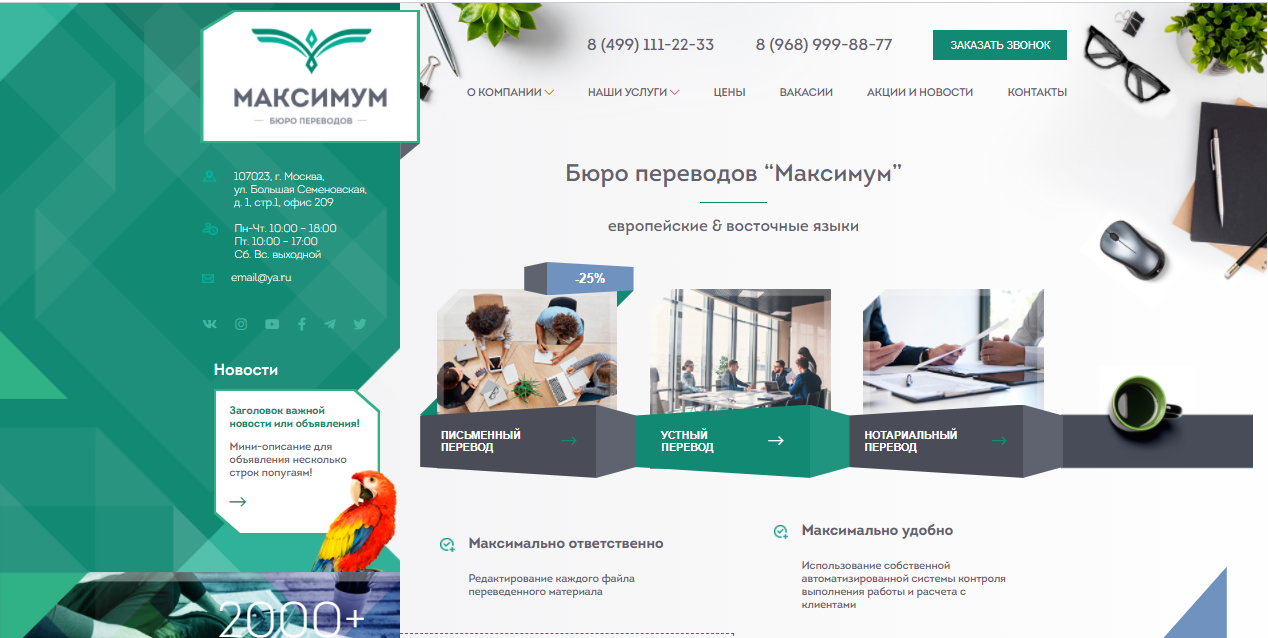 МАКСИМУМ
БЮРО ПЕРЕВОДОВ
8 (499) 111-22-33
8 (968) 999-88-77
ЗАКАЗАТЬ ЗВОНОК
О КОМПАНИИ
НАШИ УСЛУГИ
ЦЕНЫ
ВАКАСИИ
АКЦИИ И НОВОСТИ
КОНТАКТЫ
107023, г. Москва,
ул. Большая Семеновская,
д. 1, стр.1, офис 209
Пн-Чт. 10:00 – 18:00
Пт. 10:00 – 17:00
Сб. Вс. выходной
email@ya.ru
Новости
Заголовок важной
новости или объявления!
Мини-описание для
объявления несколько
строк попугаям!
2000+
Бюро переводов “Максимум”
европейские & восточные языки
-25%
ПИСЬМЕННЫЙ
ПЕРЕВОД
УСТНЫЙ
ПЕРЕВОД
НОТАРИАЛЬНЫЙ
ПЕРЕВОД
Максимально ответственно
Редактирование каждого файла
переведенного материала
Максимально удобно
Использование собственной
автоматизированной системы контроля
выполнения работы и расчета с
клиентами